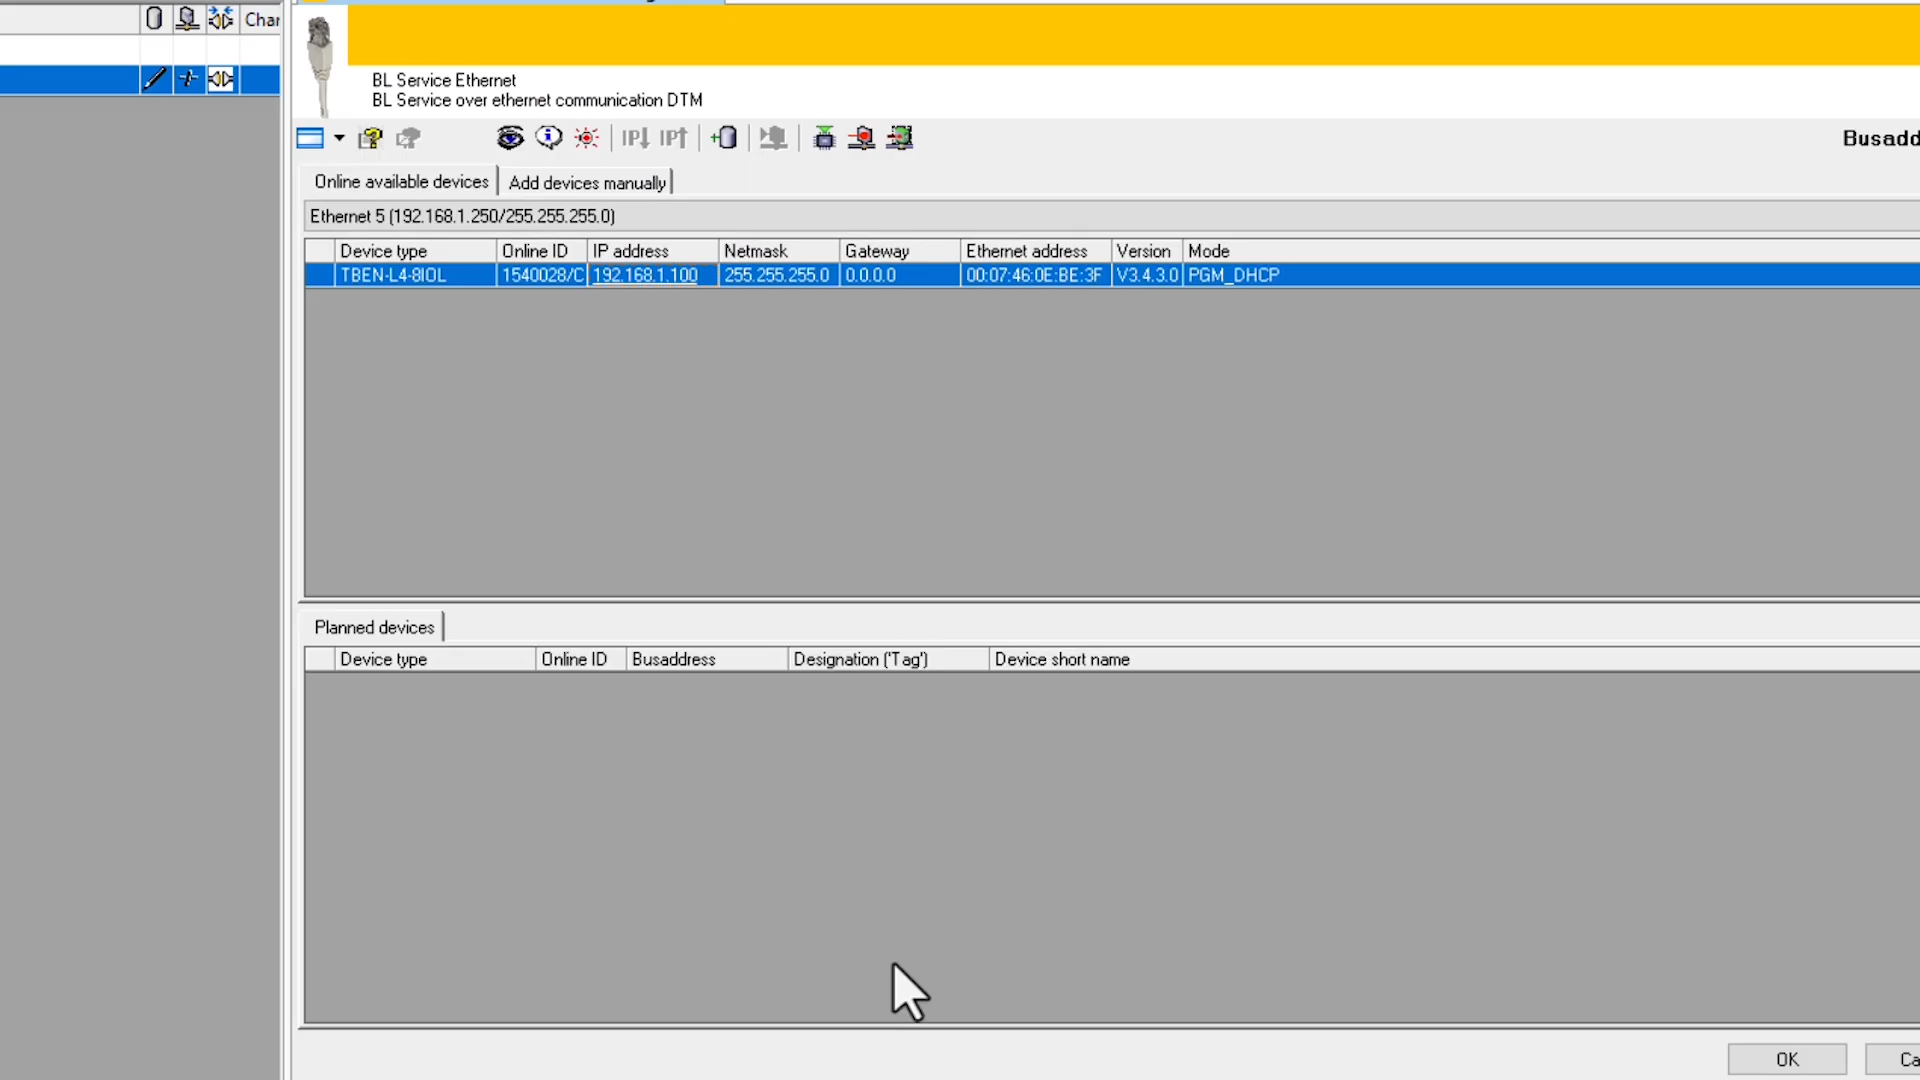 Char
BL Service Ethernet
BL Service over ethernet communication DTM
IP↓ IP↑
Busadd
Online available devices Add devices manually
Ethernet 5 (192.168.1.250/255.255.255.0)
Device type Online ID IP address Netmask Gateway Ethernet address Version Mode
TBEN-L4-8IOL 1540028/C 192.168.1.100 255.255.255.0 0.0.0.0 00:07:46:0E:BE:3F V3.4.3.0 PGM_DHCP
Planned devices
Device type Online ID Busaddress Designation ('Tag') Device short name
OK Ca